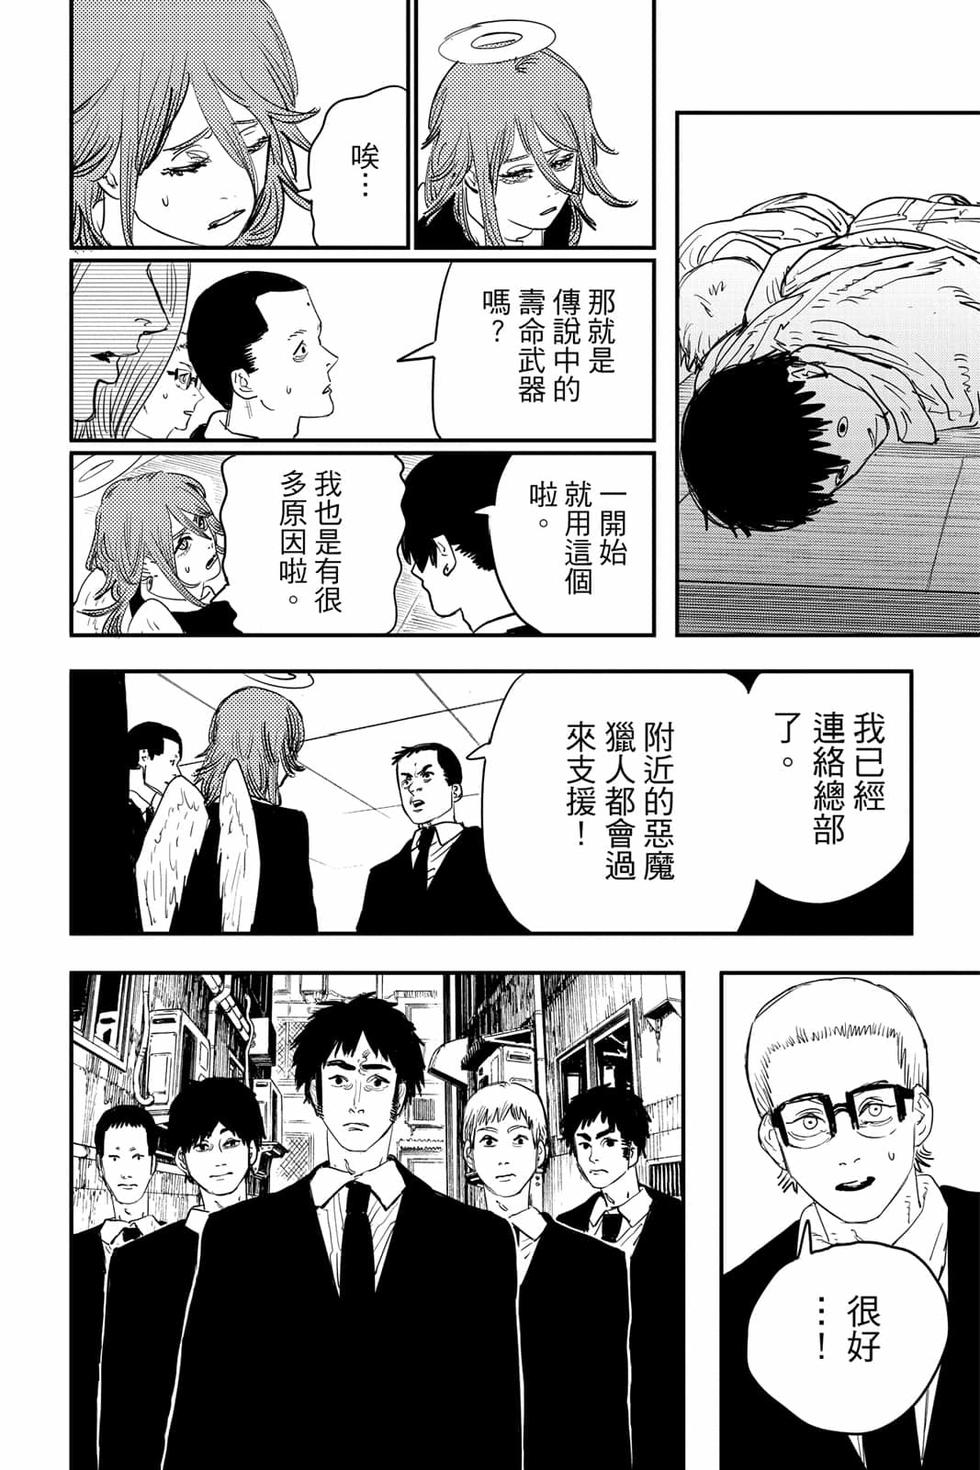 唉…
那就是
傳說中的
壽命武器
嗎？
一開始
就用這個
啦。
我也是有很
多原因啦。
我已經
連絡總部
了。
附近的惡魔
獵人都會過
來支援！
很好
…！